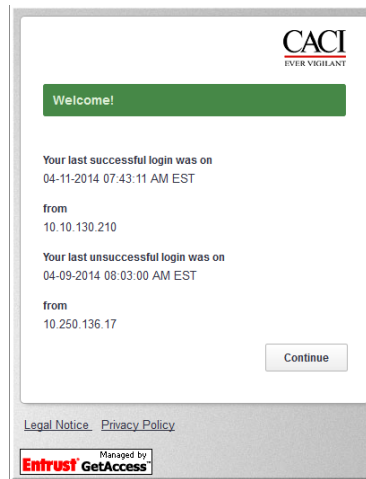 CACI
EVER VIGILANT
Welcome!
Your last successful login was on
04-11-2014 07:43:11 AM EST
from
10.10.130.210
Your last unsuccessful login was on
04-09-2014 08:03:00 AM EST
from
10.250.136.17
Continue
Legal Notice Privacy Policy
Managed by
Entrust GetAccess™